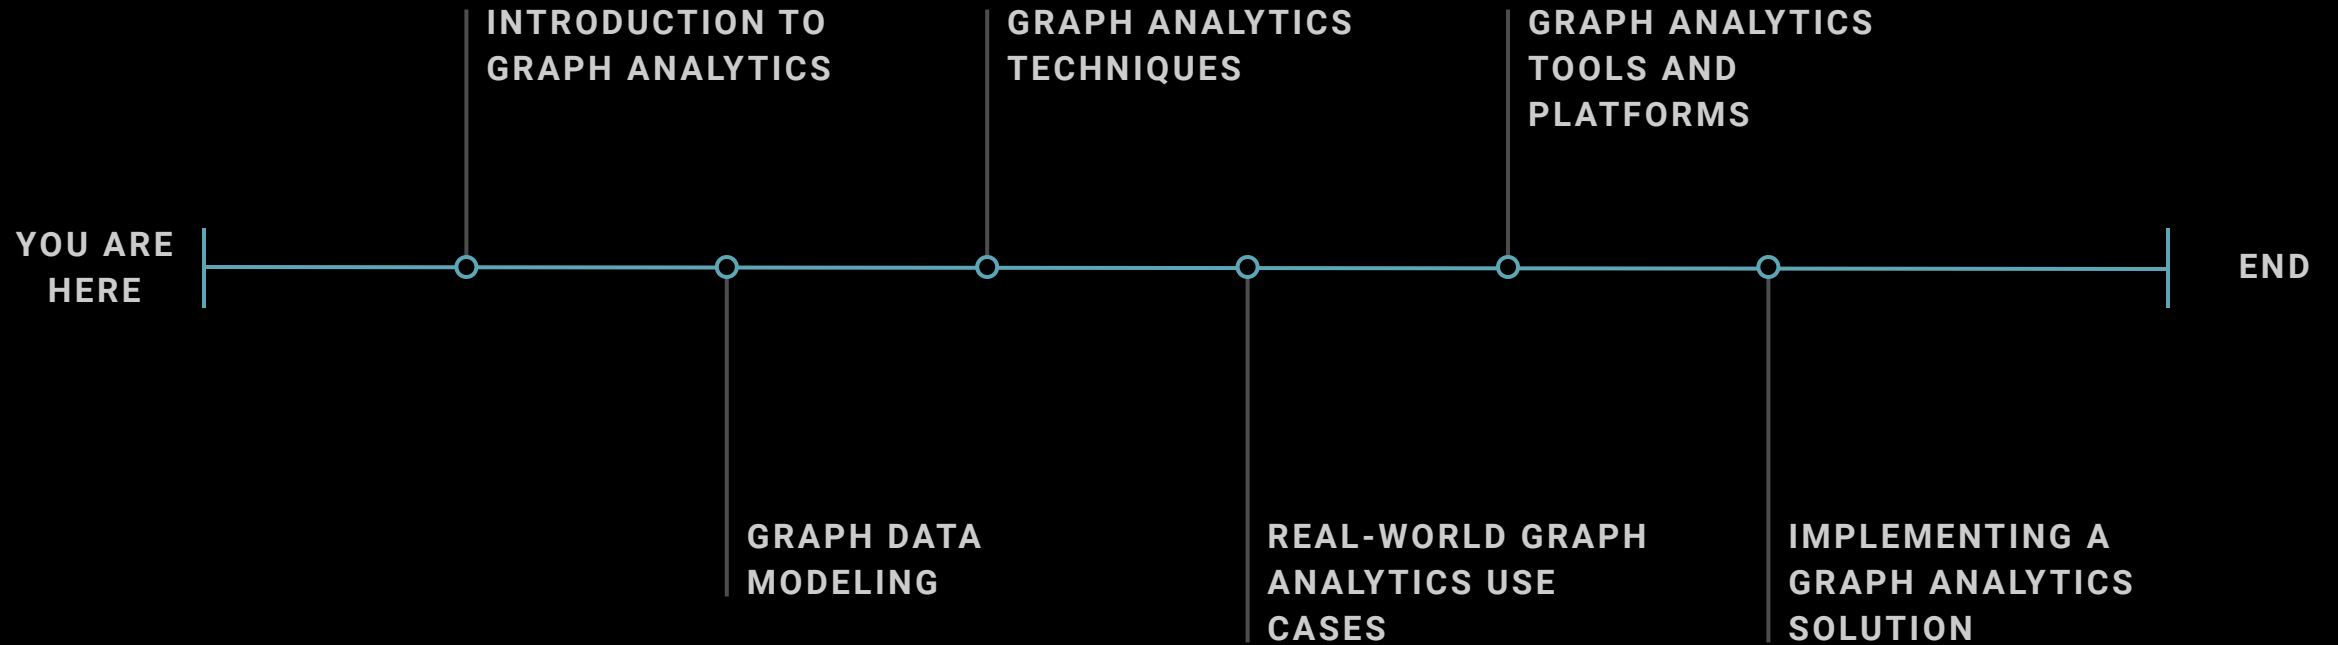 INTRODUCTION TO
GRAPH ANALYTICS
GRAPH ANALYTICS
TECHNIQUES
GRAPH ANALYTICS
TOOLS AND
PLATFORMS
YOU ARE
HERE
END
GRAPH DATA
MODELING
REAL-WORLD GRAPH
ANALYTICS USE
CASES
IMPLEMENTING A
GRAPH ANALYTICS
SOLUTION